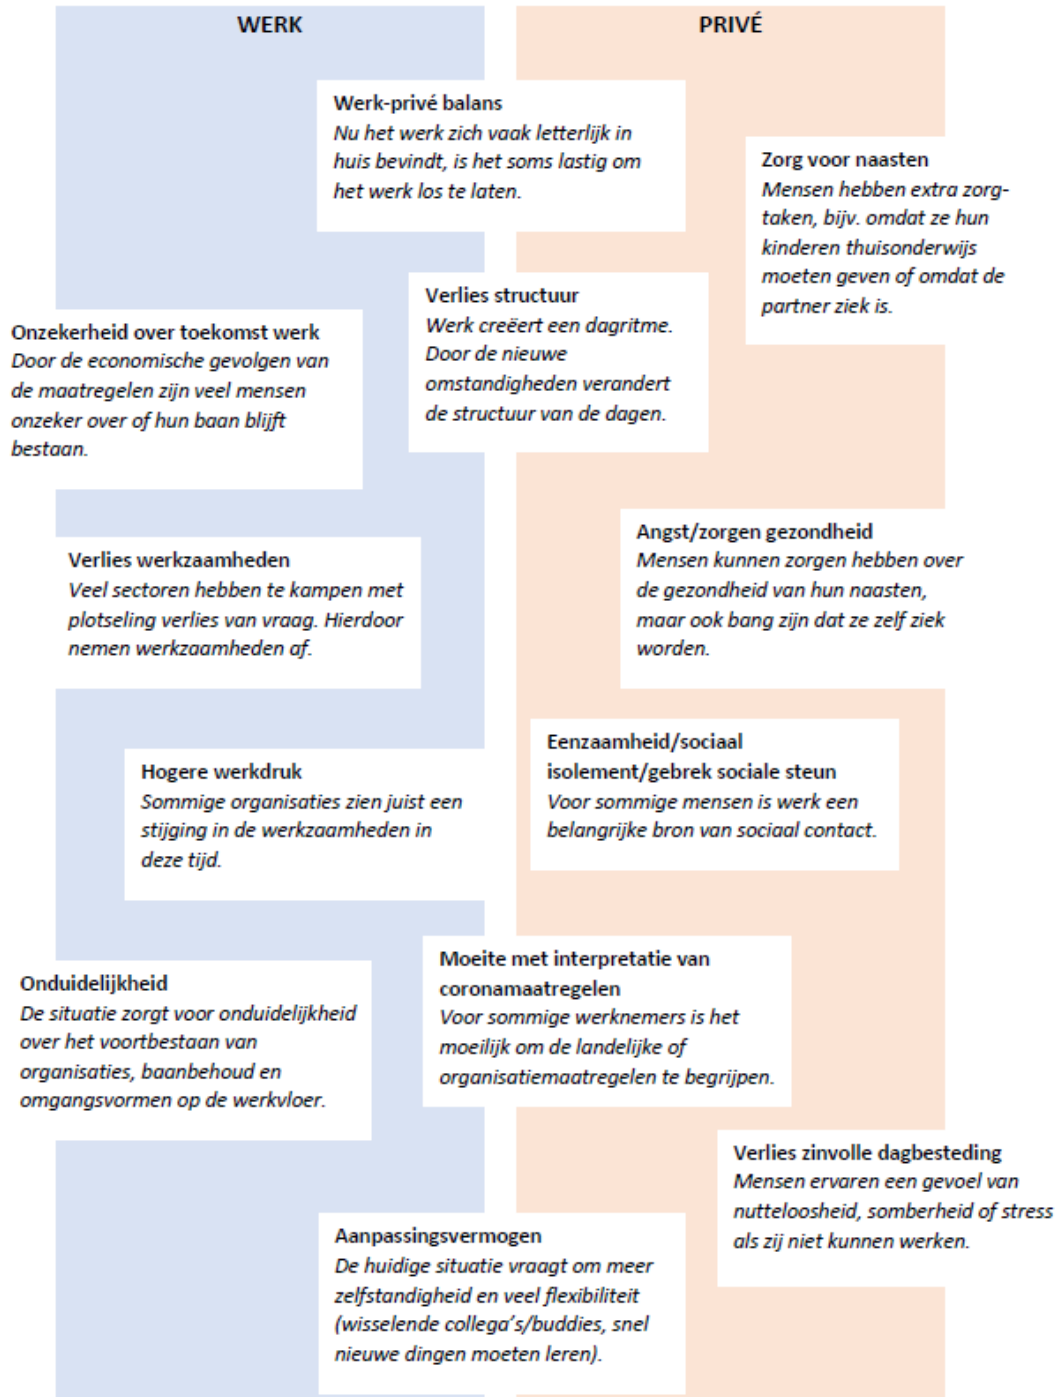 WERK
PRIVÉ
Werk-privé balans
Nu het werk zich vaak letterlijk in
huis bevindt, is het soms lastig om
het werk los te laten.
Zorg voor naasten
Mensen hebben extra zorg-
taken, bijv. omdat ze hun
kinderen thuisonderwijs
moeten geven of omdat de
partner ziek is.
Verlies structuur
Werk creëert een dagritme.
Door de nieuwe
omstandigheden verandert
de structuur van de dagen.
Onzekerheid over toekomst werk
Door de economische gevolgen van
de maatregelen zijn veel mensen
onzeker over of hun baan blijft
bestaan.
Angst/zorgen gezondheid
Mensen kunnen zorgen hebben over
de gezondheid van hun naasten,
maar ook bang zijn dat ze zelf ziek
worden.
Verlies werkzaamheden
Veel sectoren hebben te kampen met
plotseling verlies van vraag. Hierdoor
nemen werkzaamheden af.
Eenzaamheid/sociaal
isolement/gebrek sociale steun
Voor sommige mensen is werk een
belangrijke bron van sociaal contact.
Hogere werkdruk
Sommige organisaties zien juist een
stijging in de werkzaamheden in
deze tijd.
Moeite met interpretatie van
coronamaatregelen
Voor sommige werknemers is het
moeilijk om de landelijke of
organisatiemaatregelen te begrijpen.
Onduidelijkheid
De situatie zorgt voor onduidelijkheid
over het voortbestaan van
organisaties, baanbehoud en
omgangsvormen op de werkvloer.
Verlies zinvolle dagbesteding
Mensen ervaren een gevoel van
nutteloosheid, somberheid of stress
als zij niet kunnen werken.
Aanpassingsvermogen
De huidige situatie vraagt om meer
zelfstandigheid en veel flexibiliteit
(wisselende collega's/buddies, snel
nieuwe dingen moeten leren).